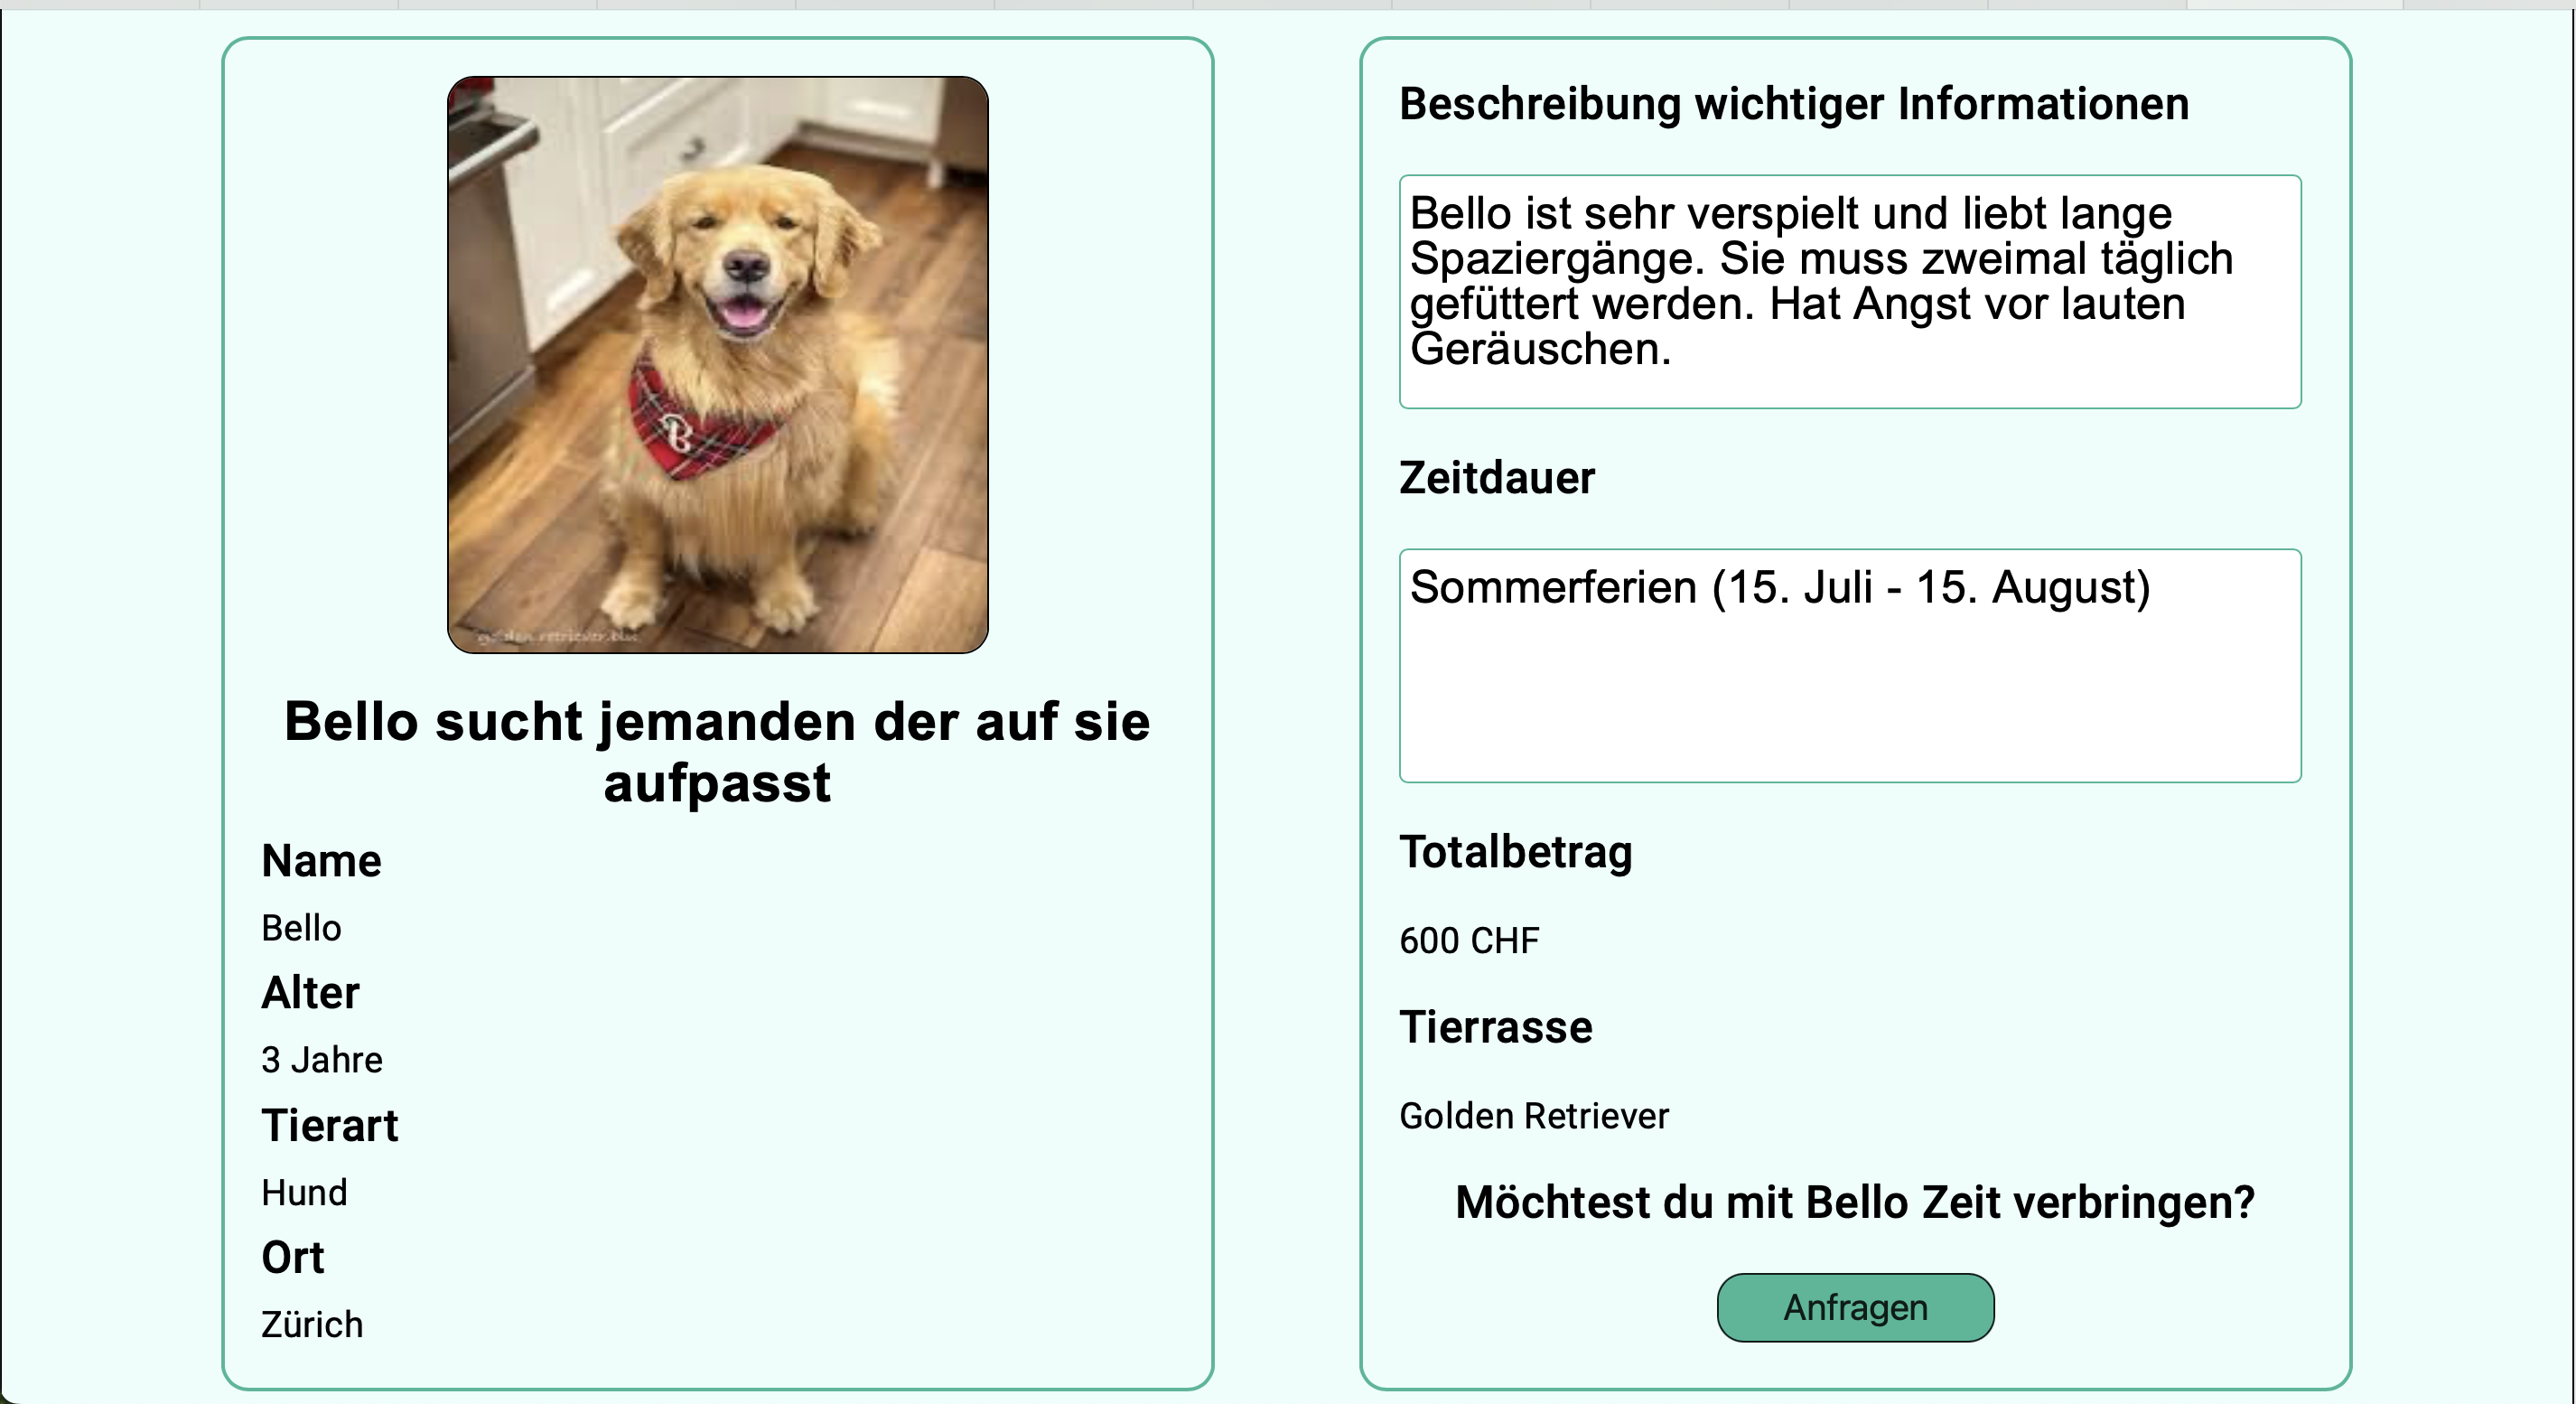 B
golden.retriever.blue
Bello sucht jemanden der auf sie
aufpasst
Name
Bello
Alter
3 Jahre
Tierart
Hund
Ort
Zürich
Beschreibung wichtiger Informationen
Bello ist sehr verspielt und liebt lange
Spaziergänge. Sie muss zweimal täglich
gefüttert werden. Hat Angst vor lauten
Geräuschen.
Zeitdauer
Sommerferien (15. Juli - 15. August)
Totalbetrag
600 CHF
Tierrasse
Golden Retriever
Möchtest du mit Bello Zeit verbringen?
Anfragen